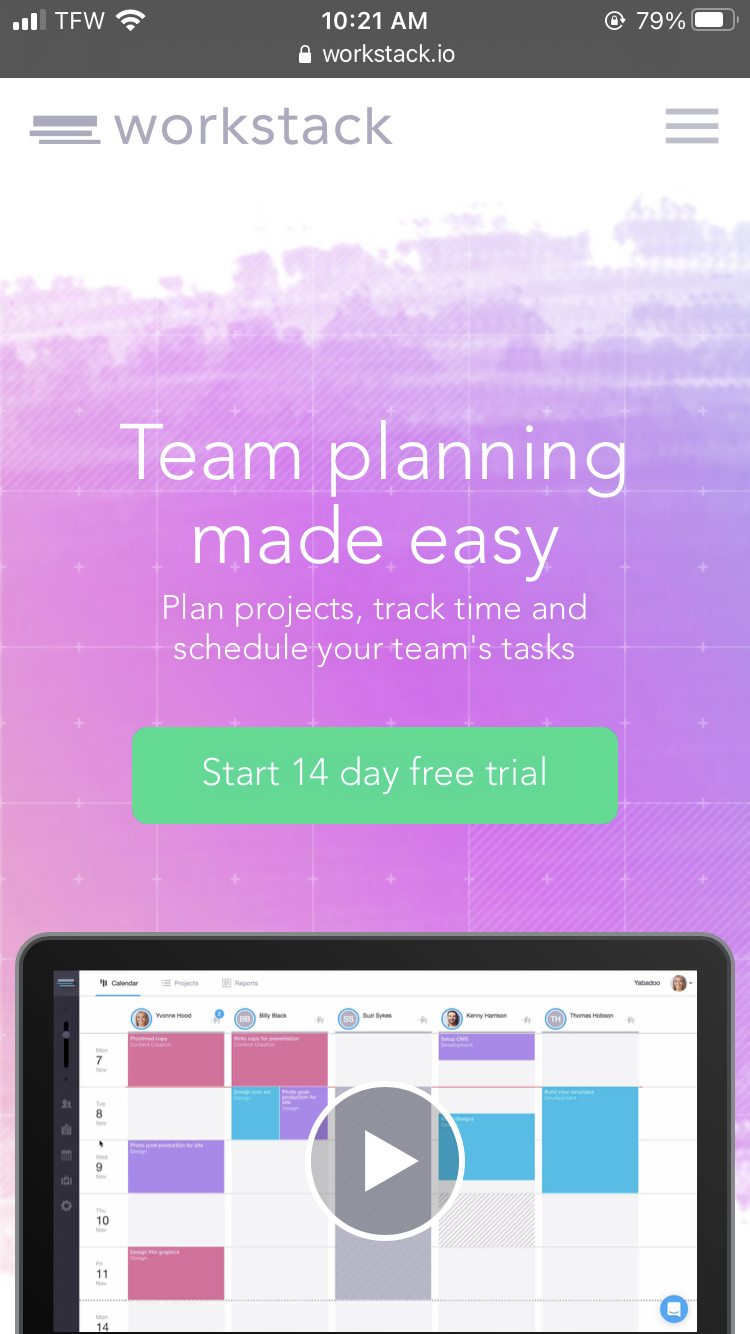 TFW 10:21 AM 79%
workstack.io
workstack
Team planning
made easy
Plan projects, track time and
schedule your team's tasks
Start 14 day free trial
Calendar Projects Reports Yabadoo
Yvonne Hood 2 BB Billy Black SS Suzi Sykes Kenny Harrison TH Thomas Hobson
Mon
7
Nov
Proofread copy
Content Creation
Write copy for presentation
Content Creation
Setup CMS
Development
Tue
8
Nov
Design icon set
Design
Photo post-
production for
site
Design
designs
Build view templates
Development
Wed
9
Nov
Photo post-production for site
Design
Thu
10
Nov
Fri
11
Nov
Design title graphics
Design
Mon
14